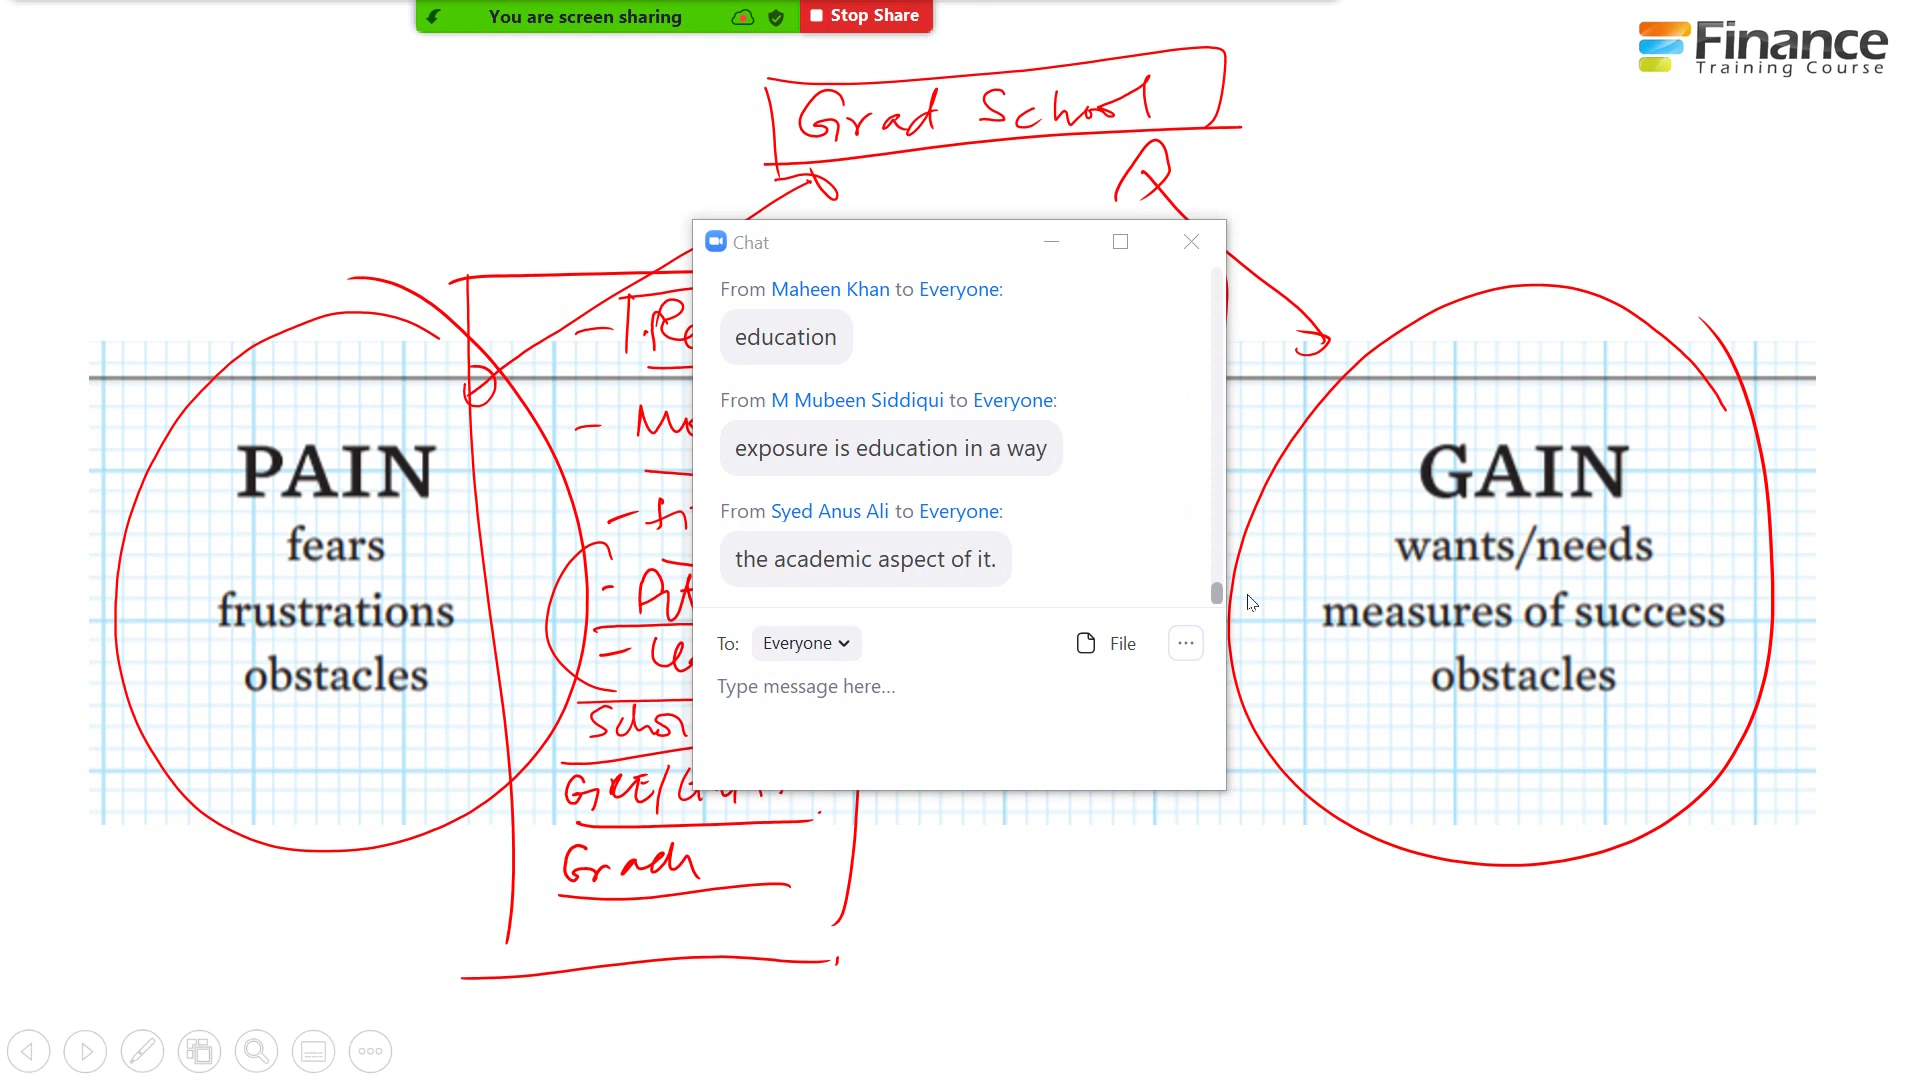 You are screen sharing
Stop Share
Finance
Training Course
Grad School
Chat
From Maheen Khan to Everyone:
education
From M Mubeen Siddiqui to Everyone:
exposure is education in a way
From Syed Anus Ali to Everyone:
the academic aspect of it.
To: Everyone
File
Type message here...
PAIN
fears
frustrations
obstacles
GRE/
GAIN
wants/needs
measures of success
obstacles